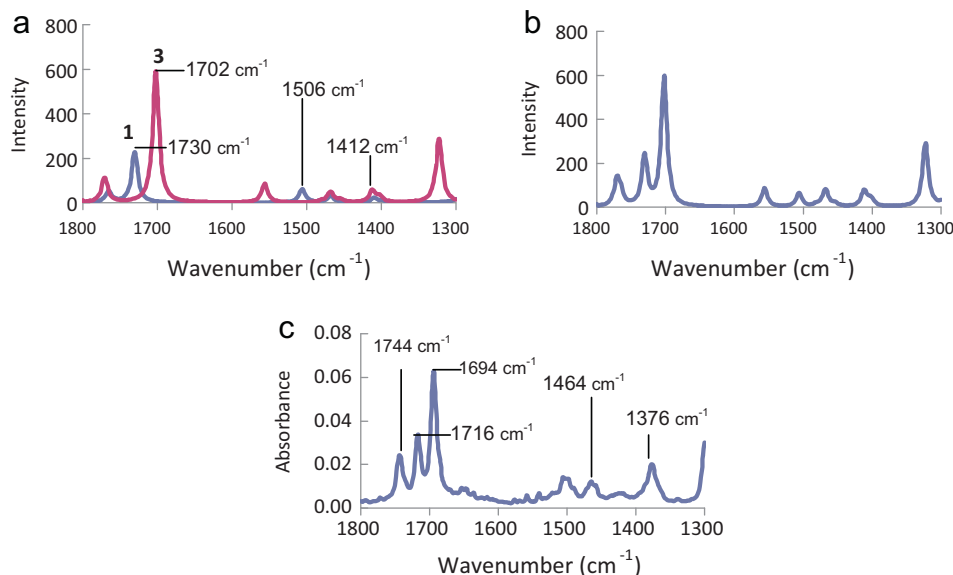 a
800
600
400
200
0
Intensity
3
1702 cm-1
1
1730 cm-1
1506 cm-1
1412 cm-1
1800
1700
1600
1500
1400
1300
Wavenumber (cm-1)
b
800
600
400
200
0
Intensity
1800
1700
1600
1500
1400
1300
Wavenumber (cm-1)
c
0.08
0.06
0.04
0.02
0.00
Absorbance
1744 cm-1
1694 cm-1
1716 cm-1
1464 cm-1
1376 cm-1
1800
1700
1600
1500
1400
1300
Wavenumber (cm-1)